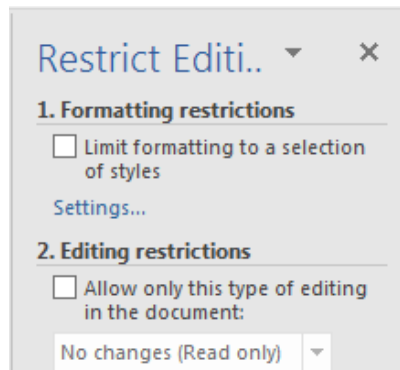 Restrict Editi..
1. Formatting restrictions
Limit formatting to a selection
of styles
Settings...
2. Editing restrictions
Allow only this type of editing
in the document:
No changes (Read only)